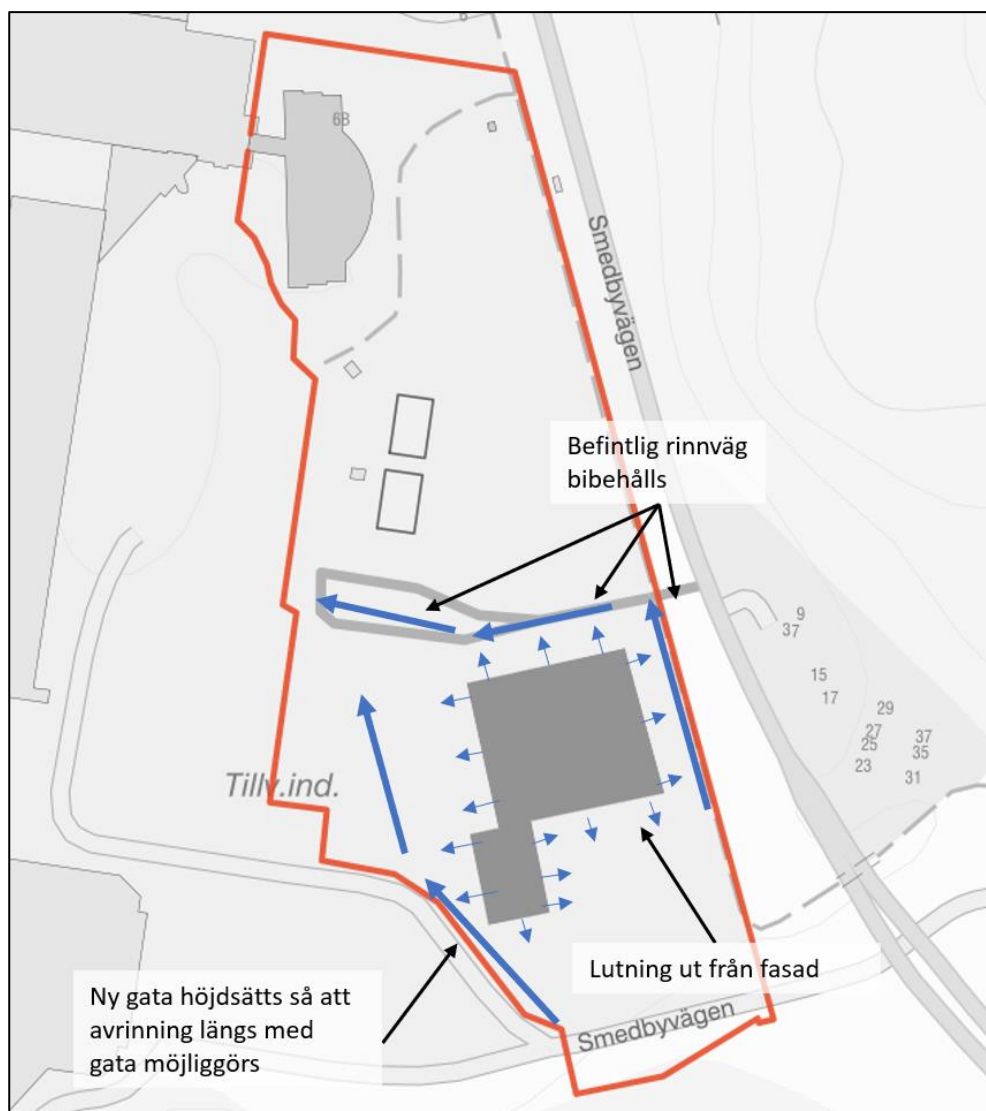 6B
Smedbyvägen
Befintlig rinnväg
bibehålls
9
37
15
17
29
27
37
25
35
23
31
Tilly.ind.
Lutning ut från fasad
Ny gata höjdsätts så att
avrinning längs med
gata möjliggörs
Smedbyvägen